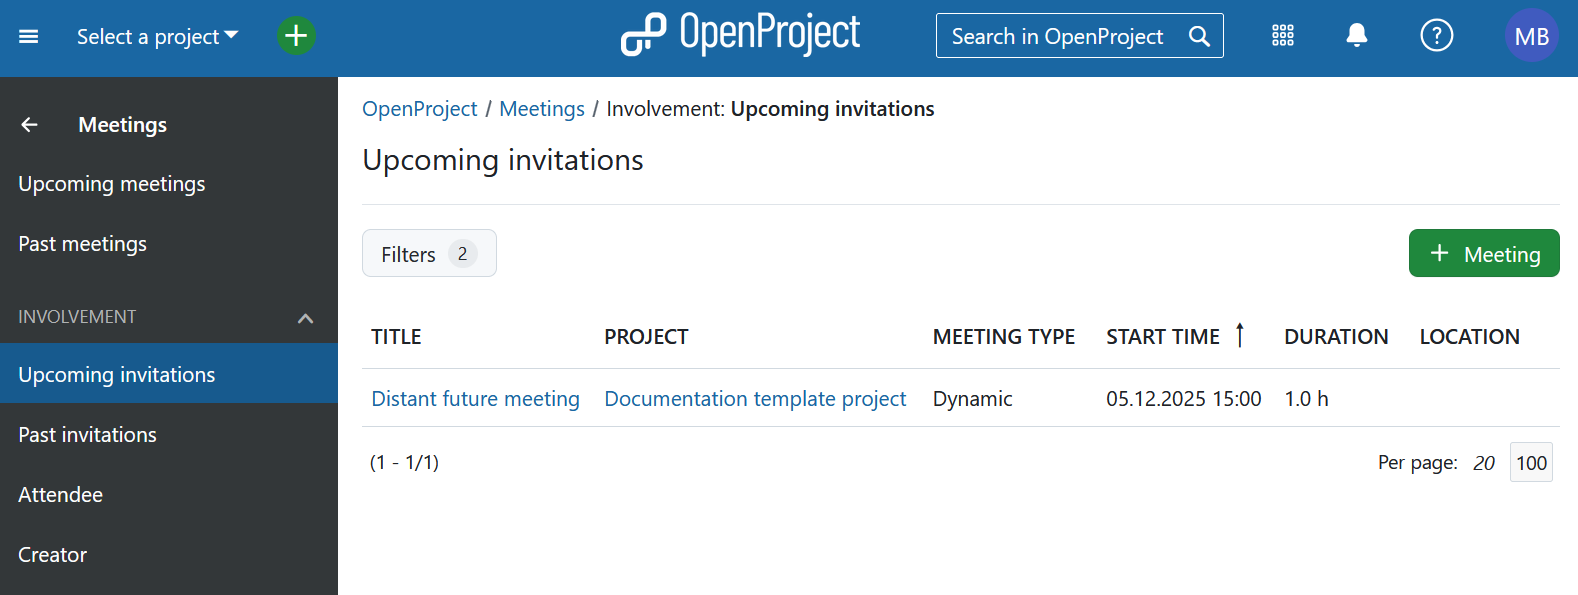 Select a project
OpenProject
Search in OpenProject
?
MB
Meetings
Upcoming meetings
Past meetings
INVOLVEMENT
Upcoming invitations
Past invitations
Attendee
Creator
OpenProject / Meetings / Involvement: Upcoming invitations
Upcoming invitations
Filters 2
+ Meeting
TITLE PROJECT MEETING TYPE START TIME ↑ DURATION LOCATION
Distant future meeting Documentation template project Dynamic 05.12.2025 15:00 1.0 h
(1 - 1/1)
Per page: 20 100